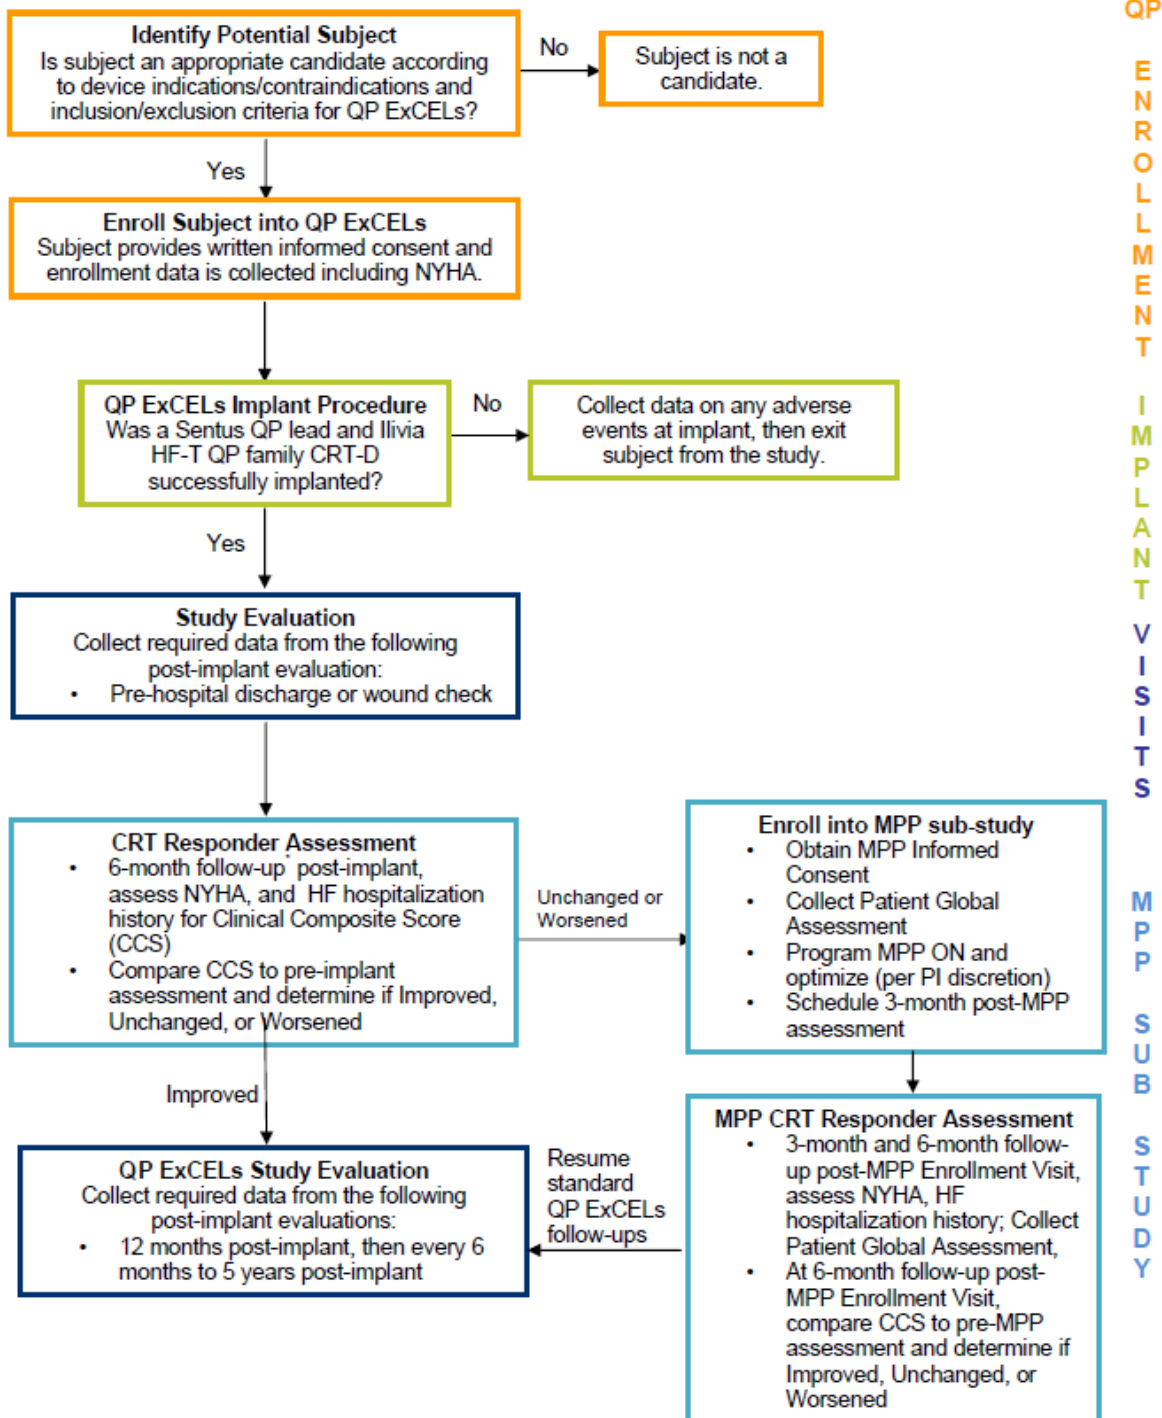 Identify Potential Subject
Is subject an appropriate candidate according
to device indications/contraindications and
inclusion/exclusion criteria for QP ExCELs?
No
Subject is not a
candidate.
Yes
Enroll Subject into QP ExCELs
Subject provides written informed consent and
enrollment data is collected including NYHA.
QP ExCELs Implant Procedure
Was a Sentus QP lead and Ilivia
HF-T QP family CRT-D
successfully implanted?
No
Collect data on any adverse
events at implant, then exit
subject from the study.
Yes
Study Evaluation
Collect required data from the following
post-implant evaluation:
• Pre-hospital discharge or wound check
CRT Responder Assessment
• 6-month follow-up* post-implant,
assess NYHA, and HF hospitalization
history for Clinical Composite Score
(CCS)
• Compare CCS to pre-implant
assessment and determine if Improved,
Unchanged, or Worsened
Unchanged or
Worsened
Enroll into MPP sub-study
• Obtain MPP Informed
Consent
• Collect Patient Global
Assessment
• Program MPP ON and
optimize (per PI discretion)
• Schedule 3-month post-MPP
assessment
Improved
MPP CRT Responder Assessment
• 3-month and 6-month follow-
up post-MPP Enrollment Visit,
assess NYHA, HF
hospitalization history; Collect
Patient Global Assessment,
• At 6-month follow-up post-
MPP Enrollment Visit,
compare CCS to pre-MPP
assessment and determine if
Improved, Unchanged, or
Worsened
Resume
standard
QP ExCELs
follow-ups
QP ExCELs Study Evaluation
Collect required data from the following
post-implant evaluations:
• 12 months post-implant, then every 6
months to 5 years post-implant
QP
ENROLLMENT
IMPLANT
VISITS
MPP
SUB
STUDY